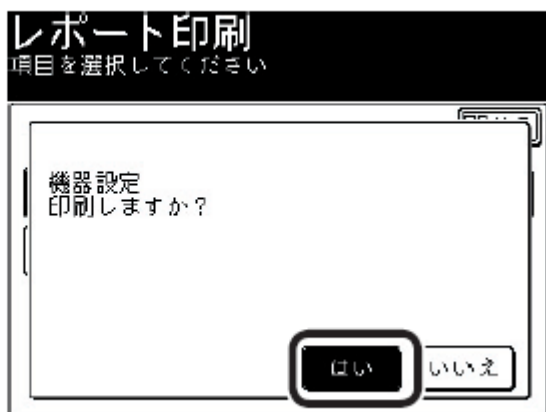 レポート印刷
項目を選択してください
機器設定
印刷しますか?
はい
いいえ